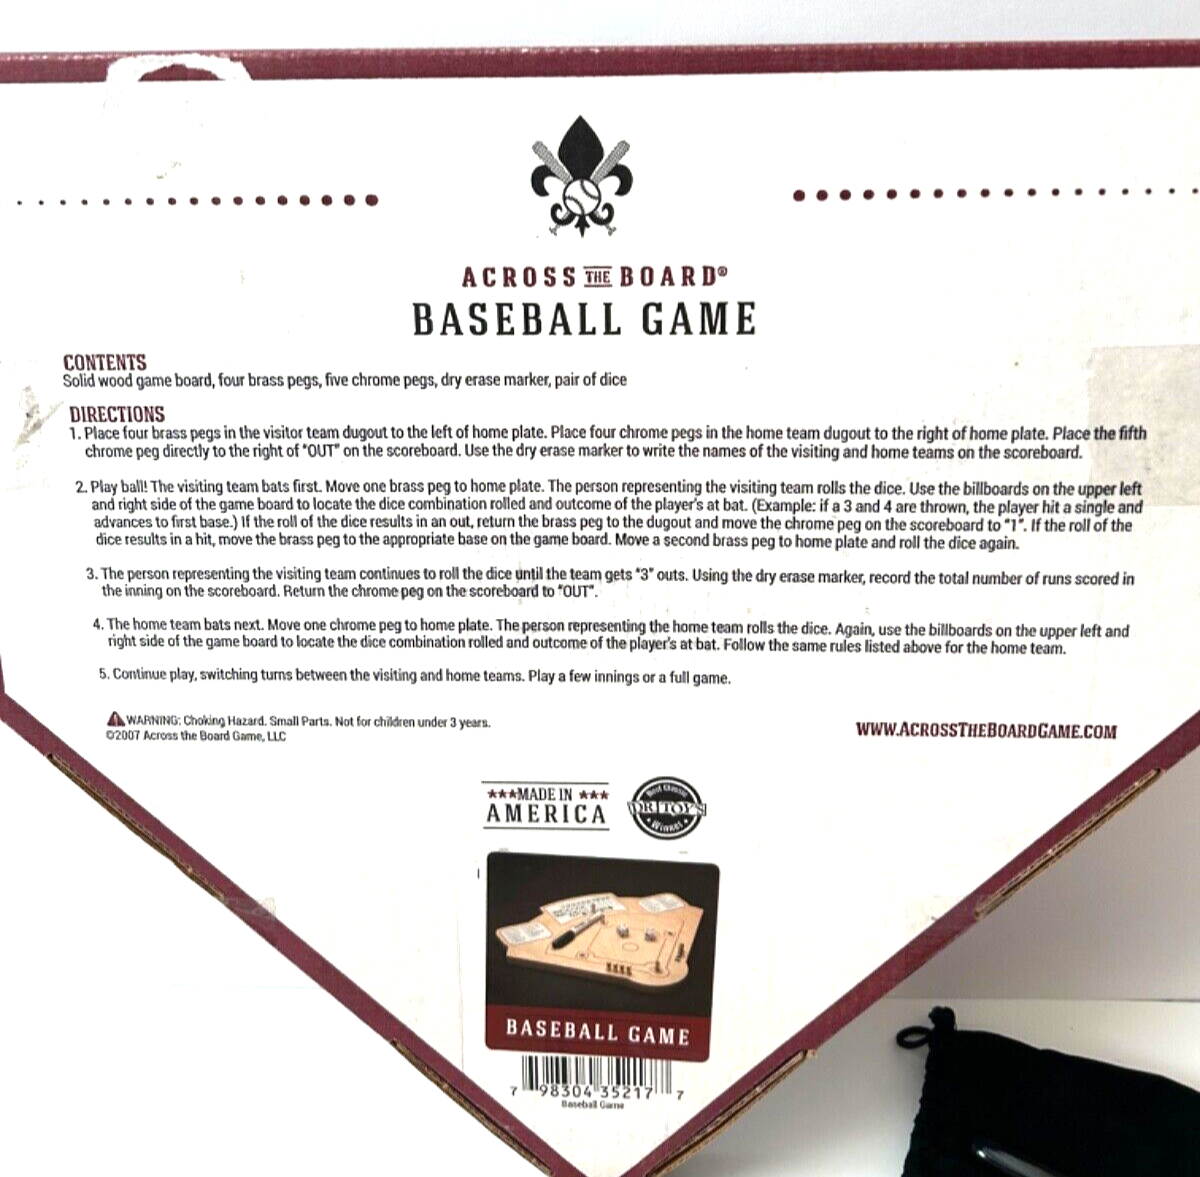 ACROSS THE BOARD®
BASEBALL GAME
CONTENTS
Solid wood game board, four brass pegs, five chrome pegs, dry erase marker, pair of dice
DIRECTIONS
1. Place four brass pegs in the visitor team dugout to the left of home plate. Place four chrome pegs in the home team dugout to the right of home plate. Place the fifth
chrome peg directly to the right of "OUT" on the scoreboard. Use the dry erase marker to write the names of the visiting and home teams on the scoreboard.
2. Play ball! The visiting team bats first. Move one brass peg to home plate. The person representing the visiting team rolls the dice. Use the billboards on the upper left
and right side of the game board to locate the dice combination rolled and outcome of the player's at bat. (Example: if a 3 and 4 are thrown, the player hit a single and
advances to first base.) If the roll of the dice results in an out, return the brass peg to the dugout and move the chrome peg on the scoreboard to "1". If the roll of the
dice results in a hit, move the brass peg to the appropriate base on the game board. Move a second brass peg to home plate and roll the dice again.
3. The person representing the visiting team continues to roll the dice until the team gets "3" outs. Using the dry erase marker, record the total number of runs scored in
the inning on the scoreboard. Return the chrome peg on the scoreboard to "OUT".
4. The home team bats next. Move one chrome peg to home plate. The person representing the home team rolls the dice. Again, use the billboards on the upper left and
right side of the game board to locate the dice combination rolled and outcome of the player's at bat. Follow the same rules listed above for the home team.
5. Continue play, switching turns between the visiting and home teams. Play a few innings or a full game.
WARNING: Choking Hazard. Small Parts. Not for children under 3 years.
©2007 Across the Board Game, LLC
WWW.ACROSSTHEBOARDGAME.COM
★★★MADE IN ★★★
AMERICA
Best Classic
DR. TOY'S
Winner
BASEBALL GAME
7 98304 35217 7
Baseball Game